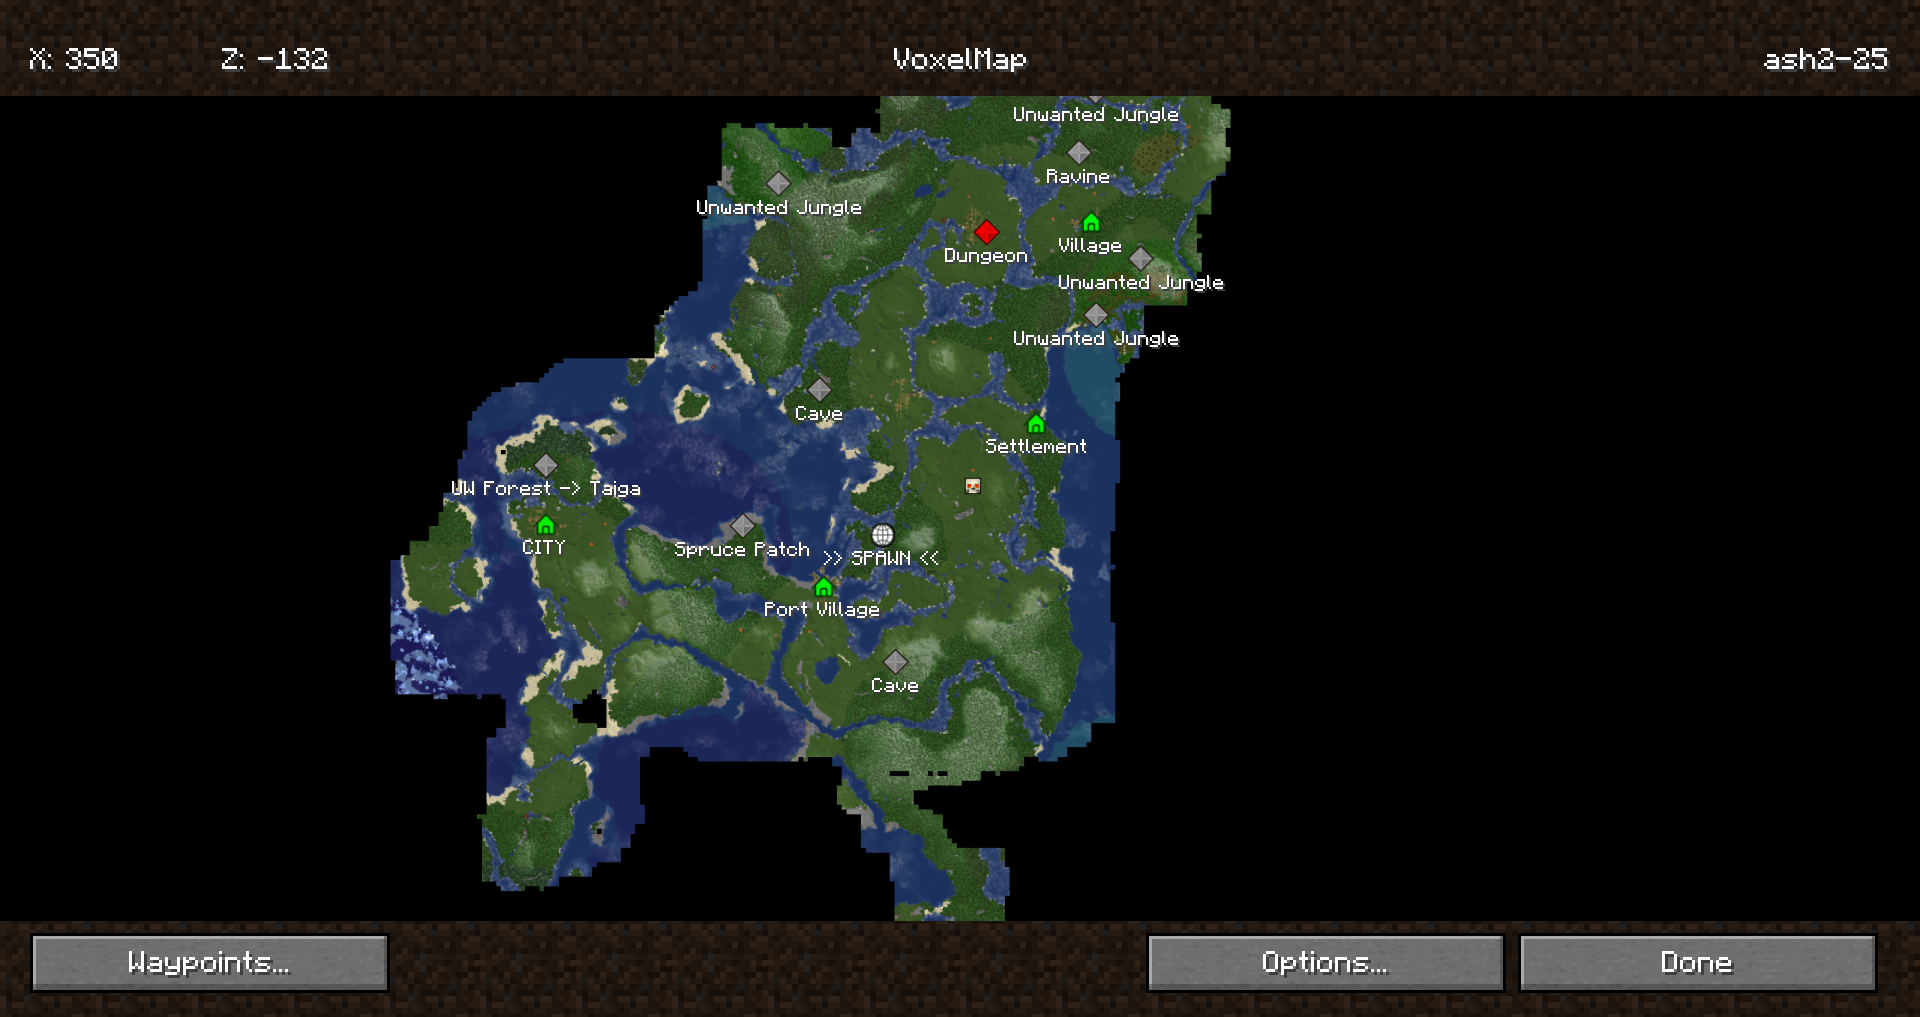 X: 350 Z: -132 VoxelMap ash2-25
Unwanted Jungle
Ravine
Unwanted Jungle
Village
Dungeon
Unwanted Jungle
Unwanted Jungle
Cave
Settlement
UW Forest -> Taiga
CITY
Spruce Patch
>> SPAWN <<
Port Village
Cave
Waypoints... Options... Done